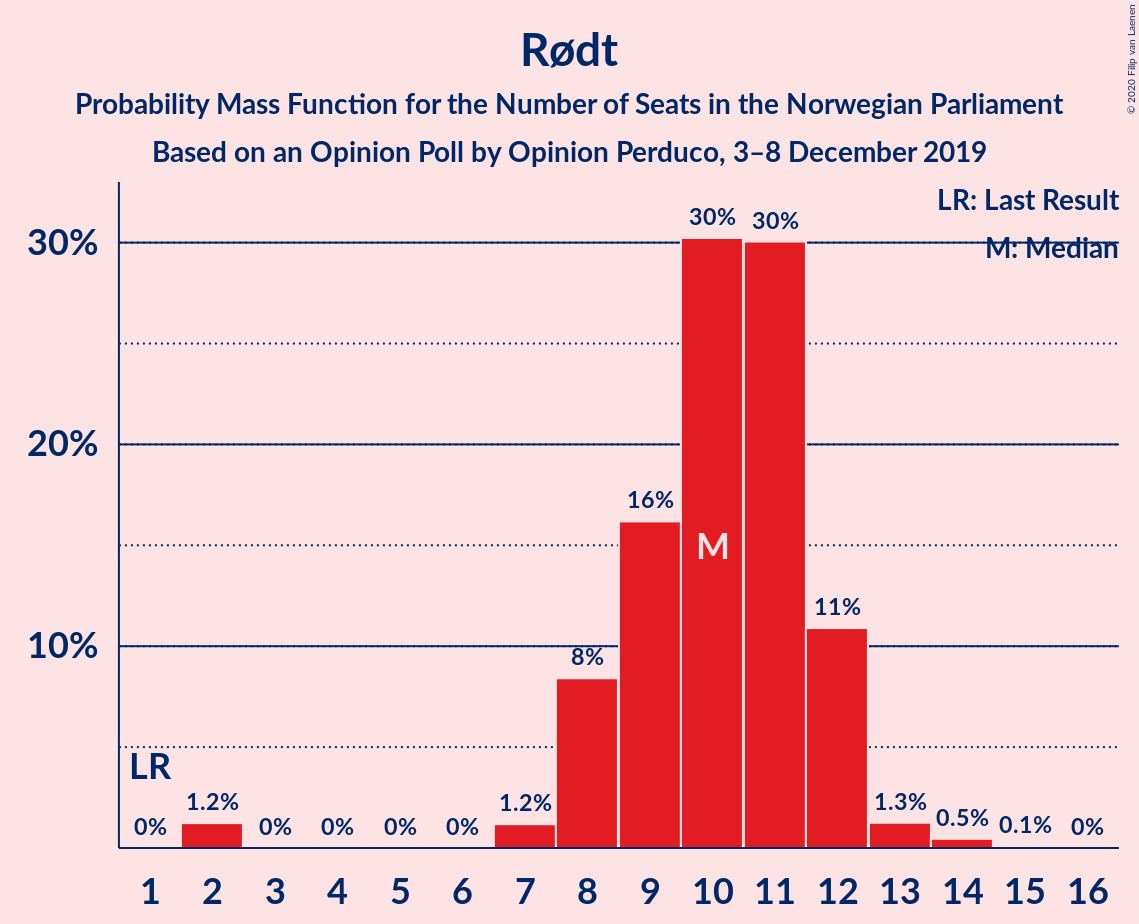 Rødt
Probability Mass Function for the Number of Seats in the Norwegian Parliament
Based on an Opinion Poll by Opinion Perduco, 3–8 December 2019
© 2020 Filip van Laenen
LR: Last Result
M: Median
30%
20%
10%
LR
0%
1.2%
0%
0%
0%
0%
1.2%
8%
16%
30%
30%
11%
1.3%
0.5%
0.1%
0%
M
1 2 3 4 5 6 7 8 9 10 11 12 13 14 15 16